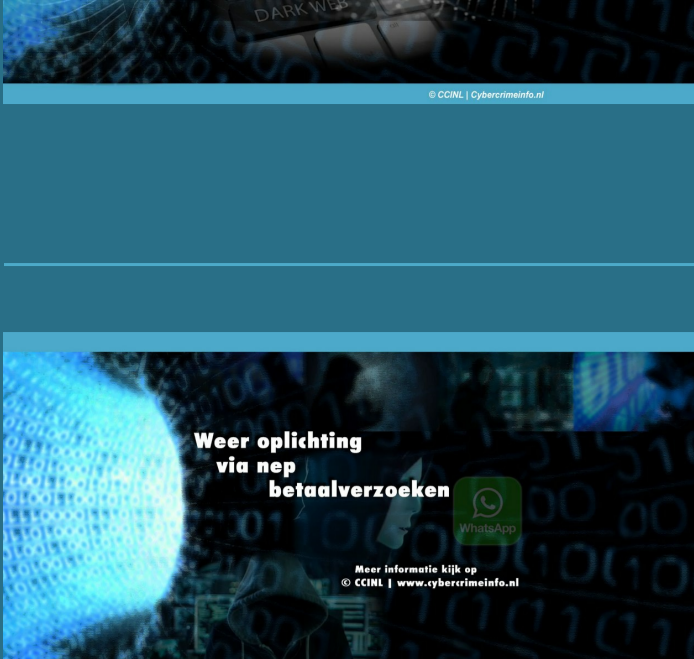 DARK WEB
© CCINL | Cybercrimeinfo.nl
Weer oplichting
via nep
betaalverzoeken
WhatsApp
Meer informatie kijk op
© CCINL | www.cybercrimeinfo.nl